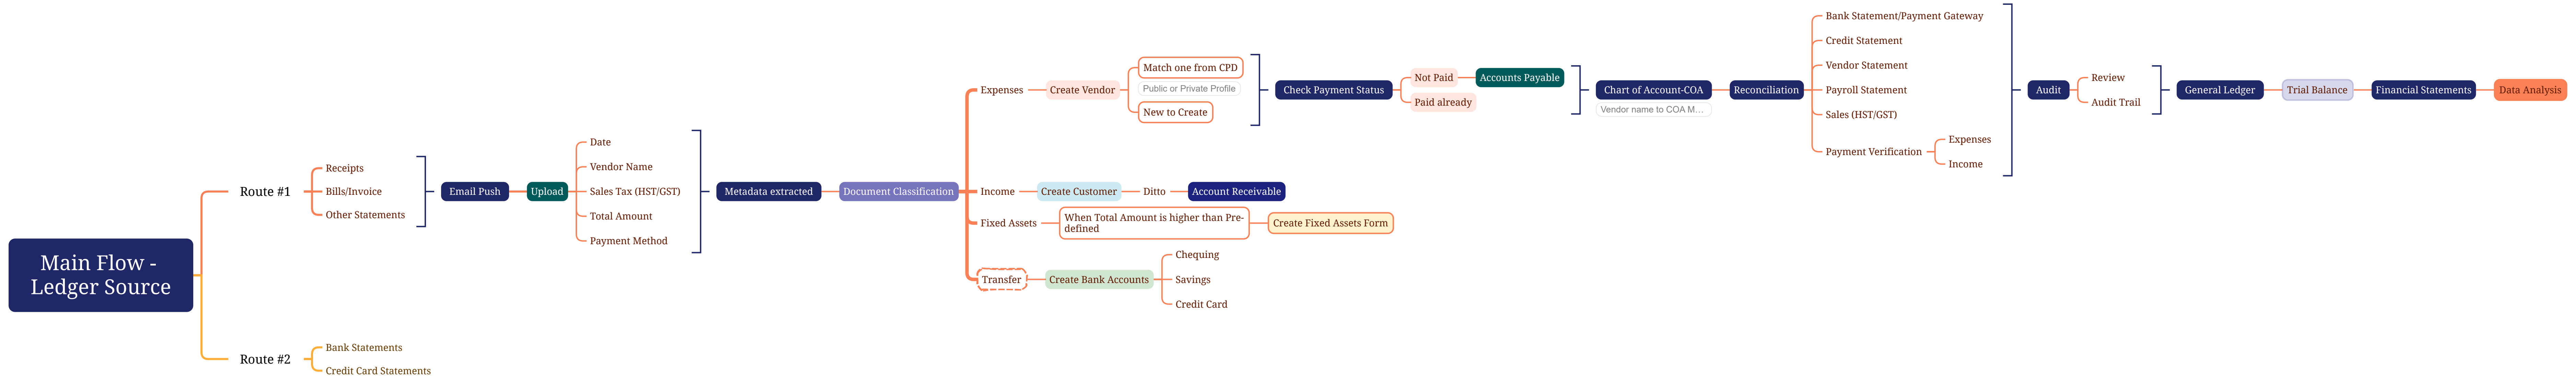 Main Flow -
Ledger Source
Route #1
Receipts
Bills/Invoice
Other Statements
Email Push
Upload
Date
Vendor Name
Sales Tax (HST/GST)
Total Amount
Payment Method
Metadata extracted
Document Classification
Expenses
Create Vendor
Match one from CPD
Public or Private Profile
New to Create
Check Payment Status
Not Paid
Accounts Payable
Paid already
Chart of Account-COA
Vendor name to COA M...
Reconciliation
Bank Statement/Payment Gateway
Credit Statement
Vendor Statement
Payroll Statement
Sales (HST/GST)
Payment Verification
Expenses
Income
Audit
Review
Audit Trail
General Ledger
Trial Balance
Financial Statements
Data Analysis
Income
Create Customer
Ditto
Account Receivable
Fixed Assets
When Total Amount is higher than Pre-
defined
Create Fixed Assets Form
Transfer
Create Bank Accounts
Chequing
Savings
Credit Card
Route #2
Bank Statements
Credit Card Statements